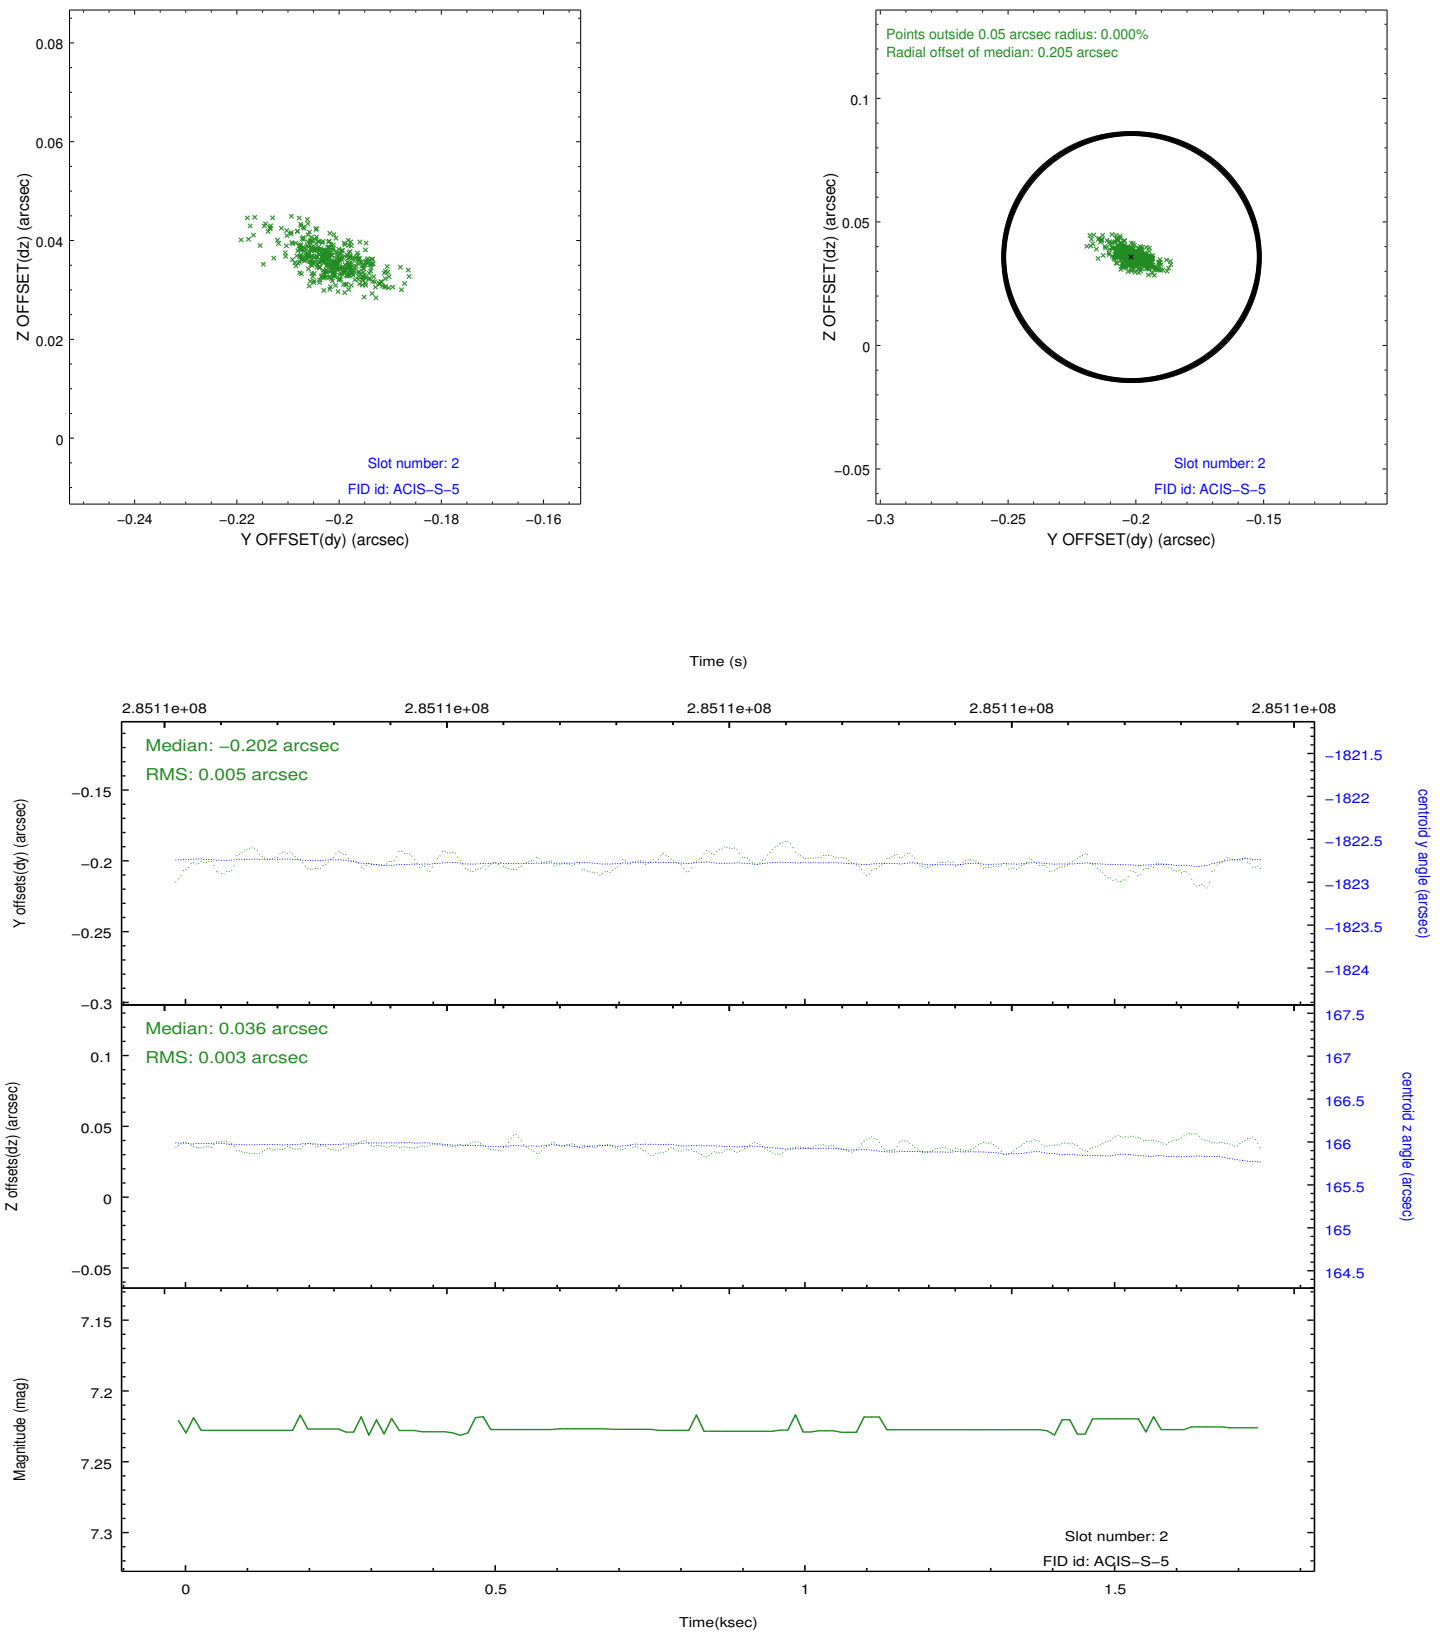 0.08
0.06
0.04
0.02
0
Z OFFSET(dz) (arcsec)
Slot number: 2
FID id: ACIS−S−5
−0.24
−0.22
−0.2
−0.18
−0.16
Y OFFSET(dy) (arcsec)
Points outside 0.05 arcsec radius: 0.000%
Radial offset of median: 0.205 arcsec
0.1
0.05
0
−0.05
Z OFFSET(dz) (arcsec)
Slot number: 2
FID id: ACIS−S−5
−0.3
−0.25
−0.2
−0.15
Y OFFSET(dy) (arcsec)
Time (s)
2.8511e+08
2.8511e+08
2.8511e+08
2.8511e+08
2.8511e+08
Median: −0.202 arcsec
RMS: 0.005 arcsec
−0.15
−0.2
−0.25
−0.3
Y offsets(dy) (arcsec)
−1821.5
−1822
−1822.5
−1823
−1823.5
−1824
centroid y angle (arcsec)
Median: 0.036 arcsec
RMS: 0.003 arcsec
0.1
0.05
0
−0.05
Z offsets(dz) (arcsec)
167.5
167
166.5
166
165.5
165
164.5
centroid z angle (arcsec)
7.15
7.2
7.25
7.3
Magnitude (mag)
Slot number: 2
FID id: ACIS−S−5
0
0.5
1
1.5
Time(ksec)